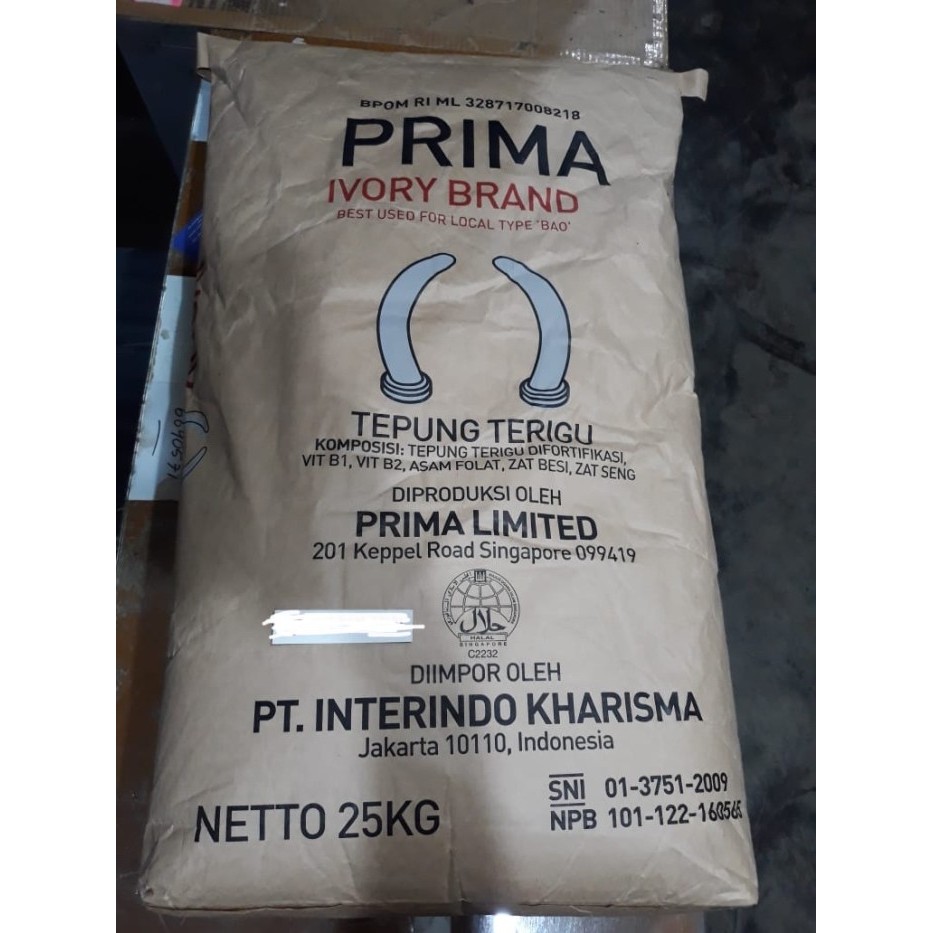 BPOM RI ML 328717008218
PRIMA
IVORY BRAND
BEST USED FOR LOCAL TYPE 'BAO'
TEPUNG TERIGU
KOMPOSISI: TEPUNG TERIGU DIFORTIFIKASI,
VIT B1, VIT B2, ASAM FOLAT, ZAT BESI, ZAT SENG
DIPRODUKSI OLEH
PRIMA LIMITED
201 Keppel Road Singapore 099419
حلال
HALAL
SINGAPORE
C2232
DIIMPOR OLEH
PT. INTERINDO KHARISMA
Jakarta 10110, Indonesia
SNI 01-3751-2009
NPB 101-122-160565
NETTO 25KG